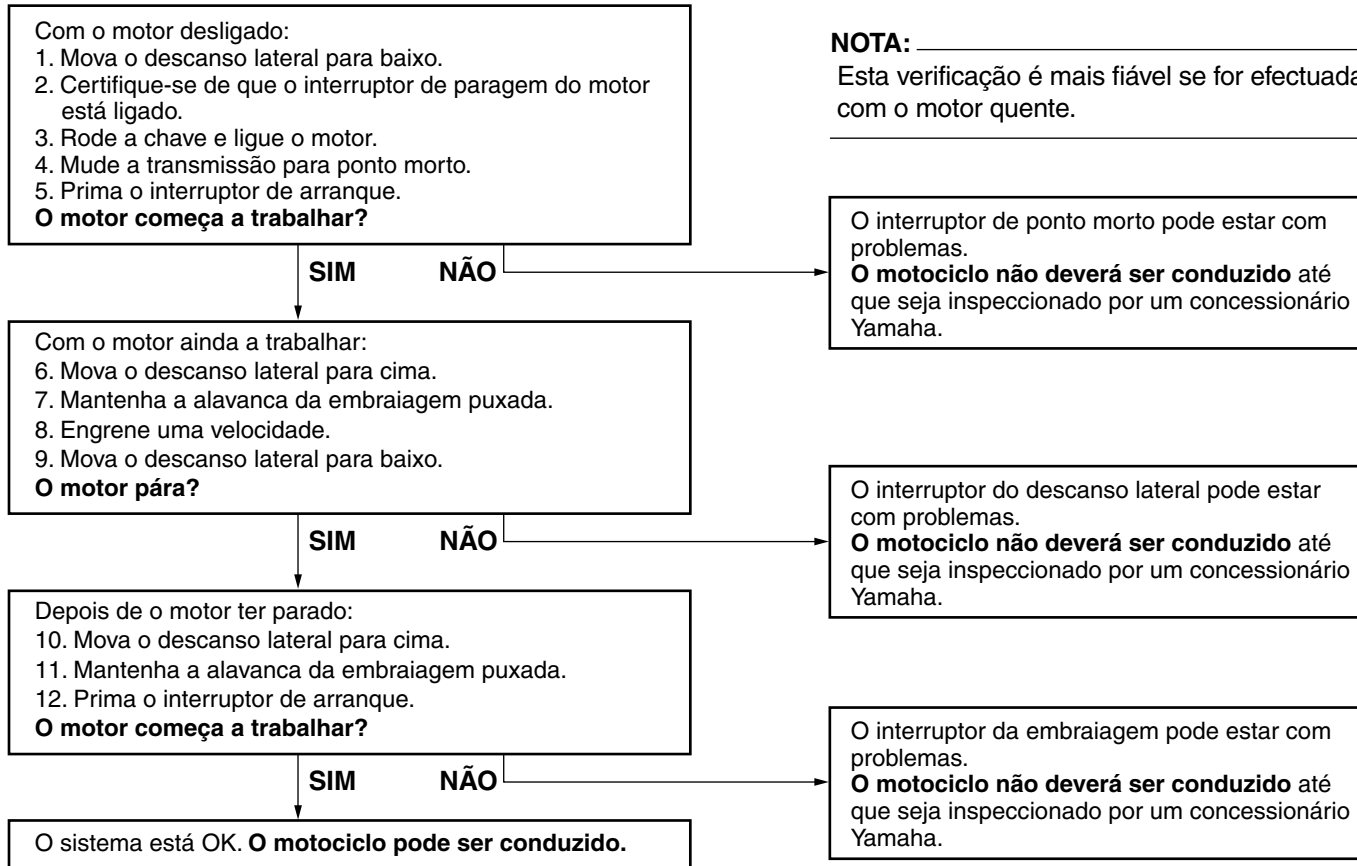 Com o motor desligado:
1. Mova o descanso lateral para baixo.
2. Certifique-se de que o interruptor de paragem do motor
está ligado.
3. Rode a chave e ligue o motor.
4. Mude a transmissão para ponto morto.
5. Prima o interruptor de arranque.
O motor começa a trabalhar?
NOTA:
Esta verificação é mais fiável se for efectuada
com o motor quente.
SIM NÃO
O interruptor de ponto morto pode estar com
problemas.
O motociclo não deverá ser conduzido até
que seja inspeccionado por um concessionário
Yamaha.
Com o motor ainda a trabalhar:
6. Mova o descanso lateral para cima.
7. Mantenha a alavanca da embraiagem puxada.
8. Engrene uma velocidade.
9. Mova o descanso lateral para baixo.
O motor pára?
SIM NÃO
O interruptor do descanso lateral pode estar
com problemas.
O motociclo não deverá ser conduzido até
que seja inspeccionado por um concessionário
Yamaha.
Depois de o motor ter parado:
10. Mova o descanso lateral para cima.
11. Mantenha a alavanca da embraiagem puxada.
12. Prima o interruptor de arranque.
O motor começa a trabalhar?
SIM NÃO
O interruptor da embraiagem pode estar com
problemas.
O motociclo não deverá ser conduzido até
que seja inspeccionado por um concessionário
Yamaha.
O sistema está OK. O motociclo pode ser conduzido.